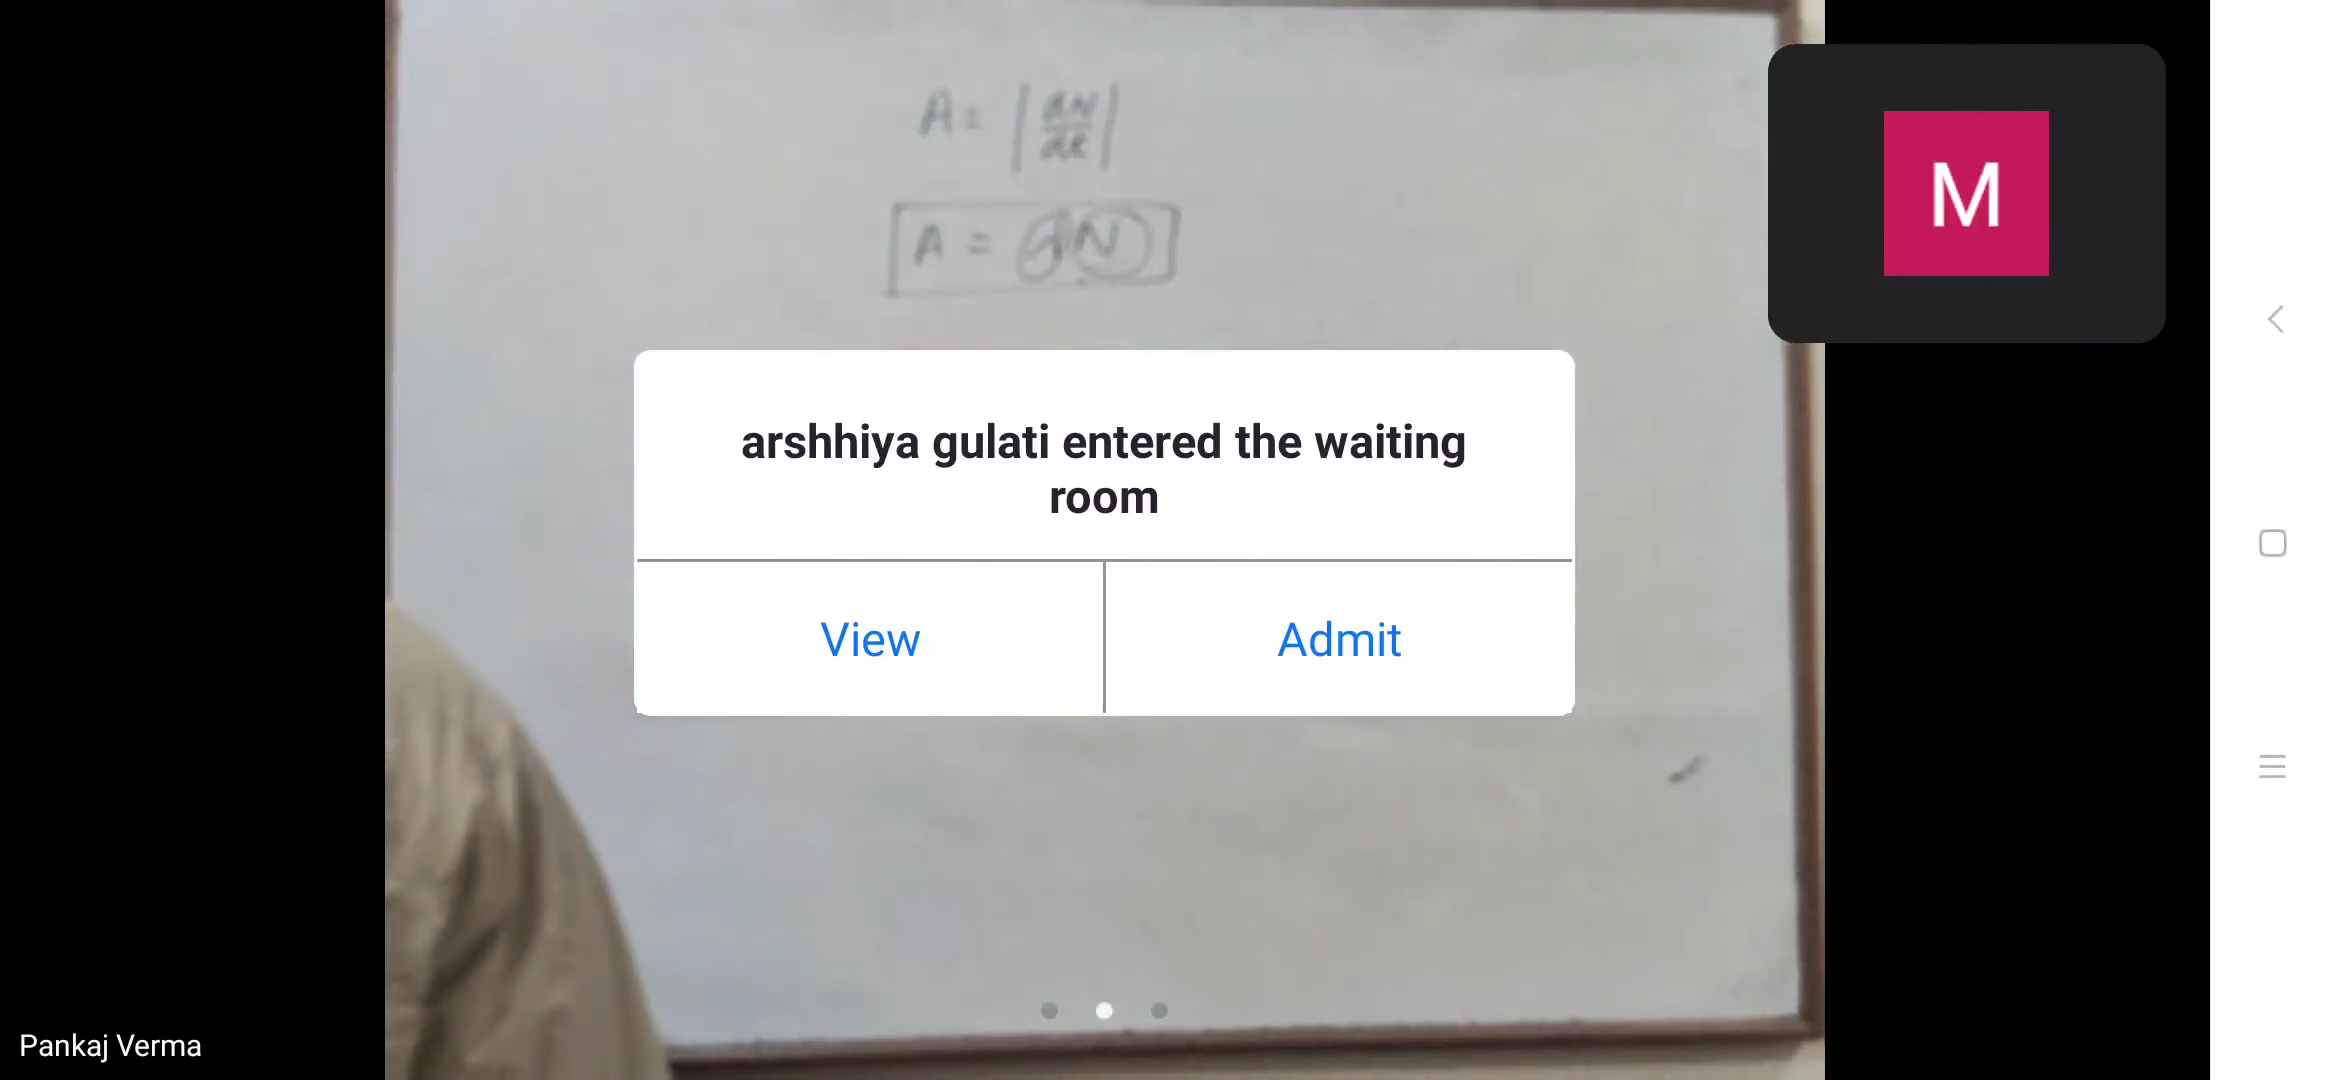 A = |dN/dt|
A = λN
M
arshhiya gulati entered the waiting
room
View
Admit
Pankaj Verma